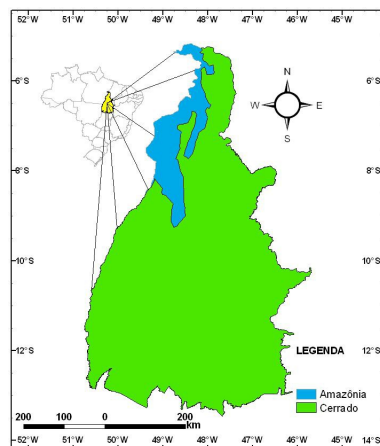 52°W 51°W 50°W 49°W 48°W 47°W 46°W 45°W
6°S 6°S
N
W E
S
8°S 8°S
10°S 10°S
12°S 12°S
LEGENDA
Amazônia
Cerrado
200 100 0 200
km
14°S
52°W 51°W 50°W 49°W 48°W 47°W 46°W 14°S